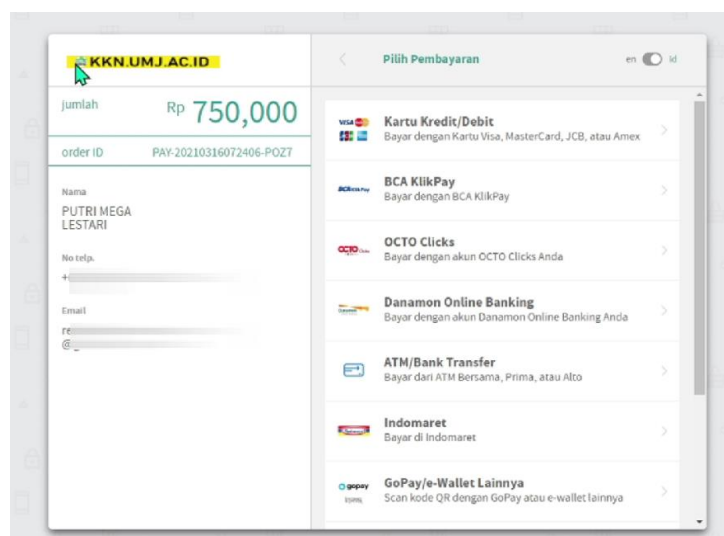 KKN.UMJ.AC.ID
jumlah
Rp 750,000
order ID
PAY-20210316072406-POZ7
Nama
PUTRI MEGA
LESTARI
No telp.
+
Email
re
@
Pilih Pembayaran
en id
VISA
Kartu Kredit/Debit
Bayar dengan Kartu Visa, MasterCard, JCB, atau Amex
BCA KlikPay
Bayar dengan BCA KlikPay
OCTO Clicks
OCTO Clicks
Bayar dengan akun OCTO Clicks Anda
Danamon Online Banking
Bayar dengan akun Danamon Online Banking Anda
ATM/Bank Transfer
Bayar dari ATM Bersama, Prima, atau Alto
Indomaret
Bayar di Indomaret
gopay
GoPay/e-Wallet Lainnya
Scan kode QR dengan GoPay atau e-wallet lainnya